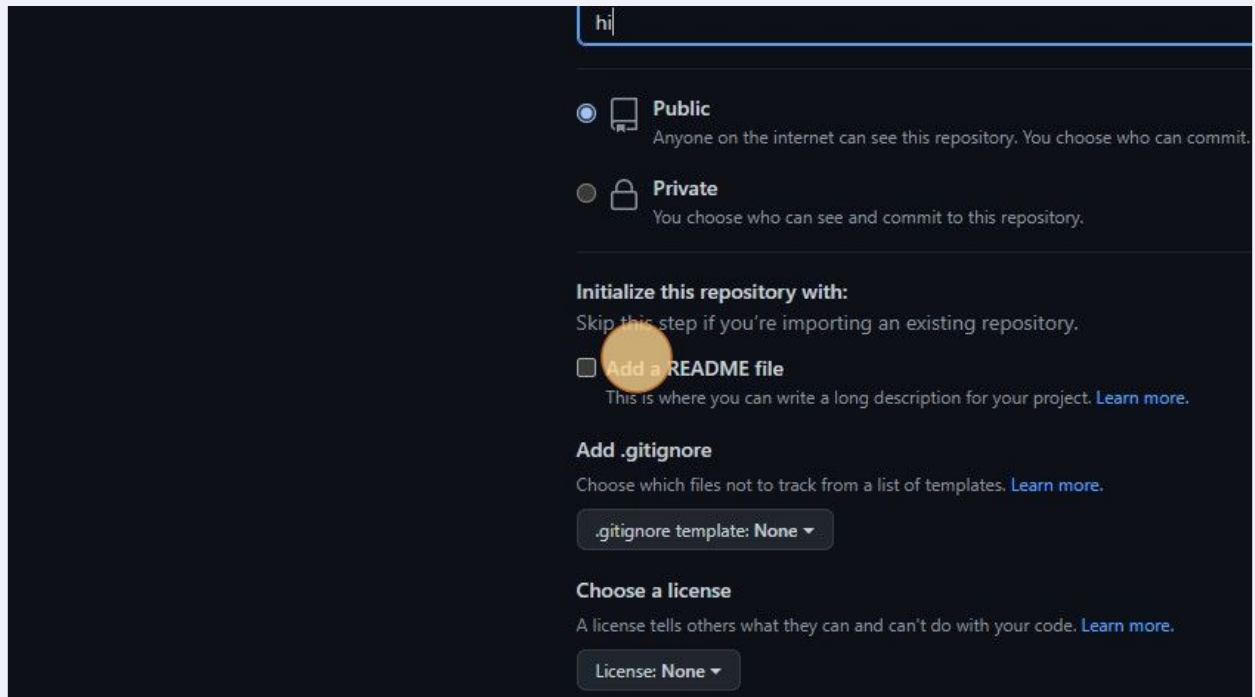 hi
Public
Anyone on the internet can see this repository. You choose who can commit.
Private
You choose who can see and commit to this repository.
Initialize this repository with:
Skip this step if you're importing an existing repository.
Add a README file
This is where you can write a long description for your project. Learn more.
Add .gitignore
Choose which files not to track from a list of templates. Learn more.
.gitignore template: None
Choose a license
A license tells others what they can and can't do with your code. Learn more.
License: None